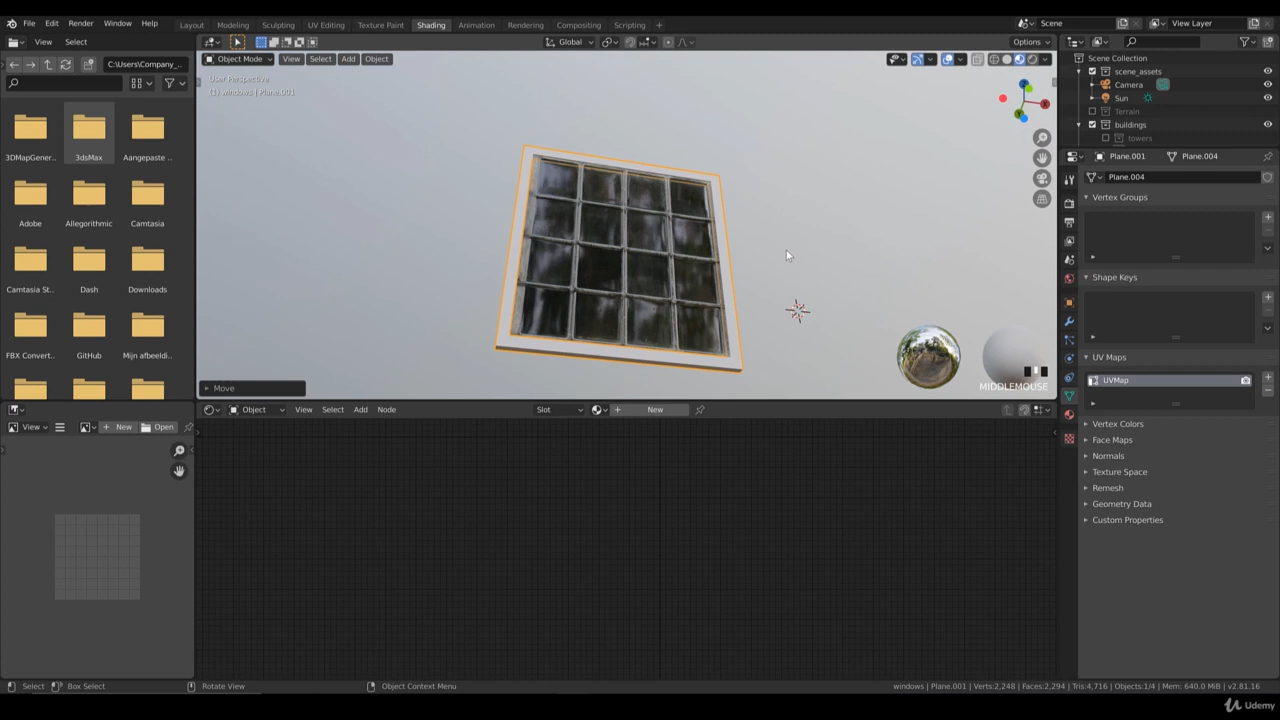 File Edit Render Window Help
Layout Modeling Sculpting UV Editing Texture Paint Shading Animation Rendering Compositing Scripting +
Scene
View Layer
View Select
Global
Options
C:\Users\Company_...
Object Mode View Select Add Object
User Perspective
(1) windows | Plane.001
Scene Collection
scene_assets
Camera
Sun
Terrain
buildings
towers
3DMapGener...
3dsMax
Aangepaste ..
Adobe
Allegorithmic
Camtasia
Camtasia St..
Dash
Downloads
FBX Convert..
GitHub
Mijn afbeeldi..
Plane.001
Plane.004
Plane.004
Vertex Groups
Shape Keys
UV Maps
UVMap
Vertex Colors
Face Maps
Normals
Texture Space
Remesh
Geometry Data
Custom Properties
X
Y
Z
Move
MIDDLEMOUSE
Object View Select Add Node
Slot
New
View
New
Open
Select
Box Select
Rotate View
Object Context Menu
windows | Plane.001 | Verts:2,248 | Faces:2,294 | Tris:4,716 | Objects:1/4 | Mem: 640.0 MiB | v2.81.16
Udemy